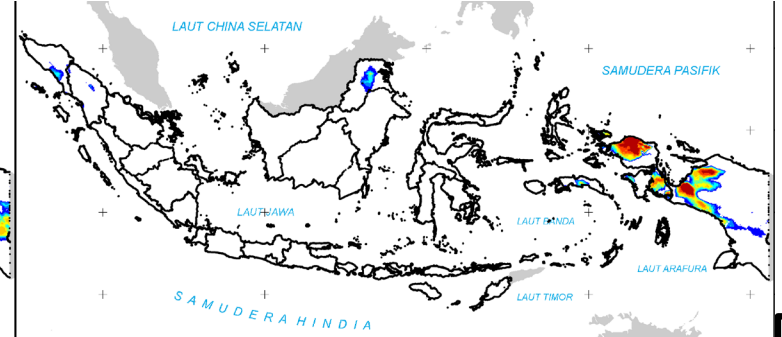 LAUT CHINA SELATAN
SAMUDERA PASIFIK
LAUT JAWA
LAUT BANDA
LAUT ARAFURA
LAUT TIMOR
SAMUDERA HINDIA